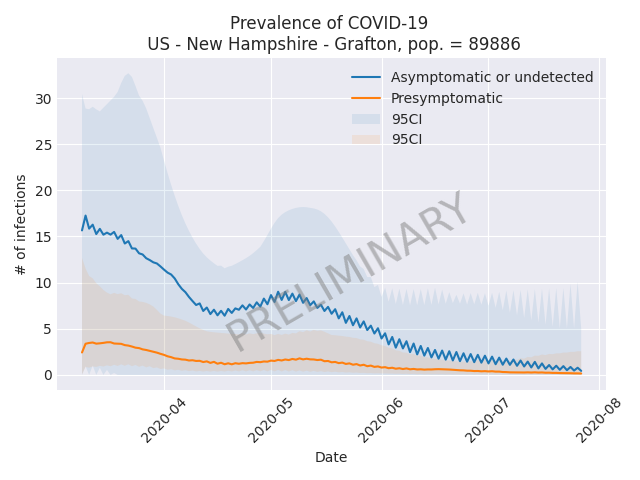 Prevalence of COVID-19
US - New Hampshire - Grafton, pop. = 89886
Asymptomatic or undetected
Presymptomatic
95CI
95CI
# of infections
30
25
20
15
10
5
0
PRELIMINARY
2020-04
2020-05
2020-06
2020-07
2020-08
Date